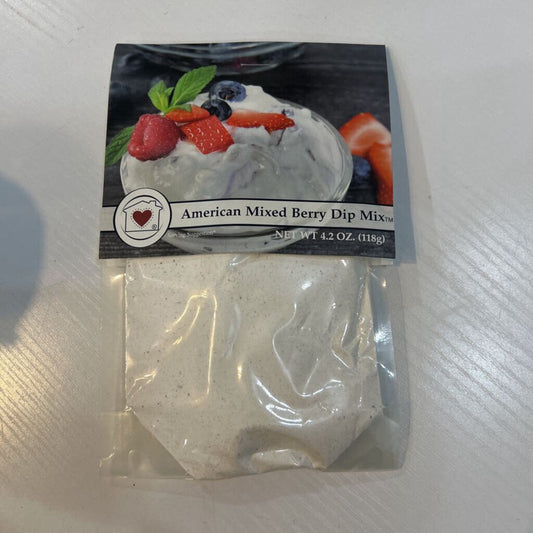 American Mixed Berry Dip Mix™
®
NET WT 4.2 OZ. (118g)